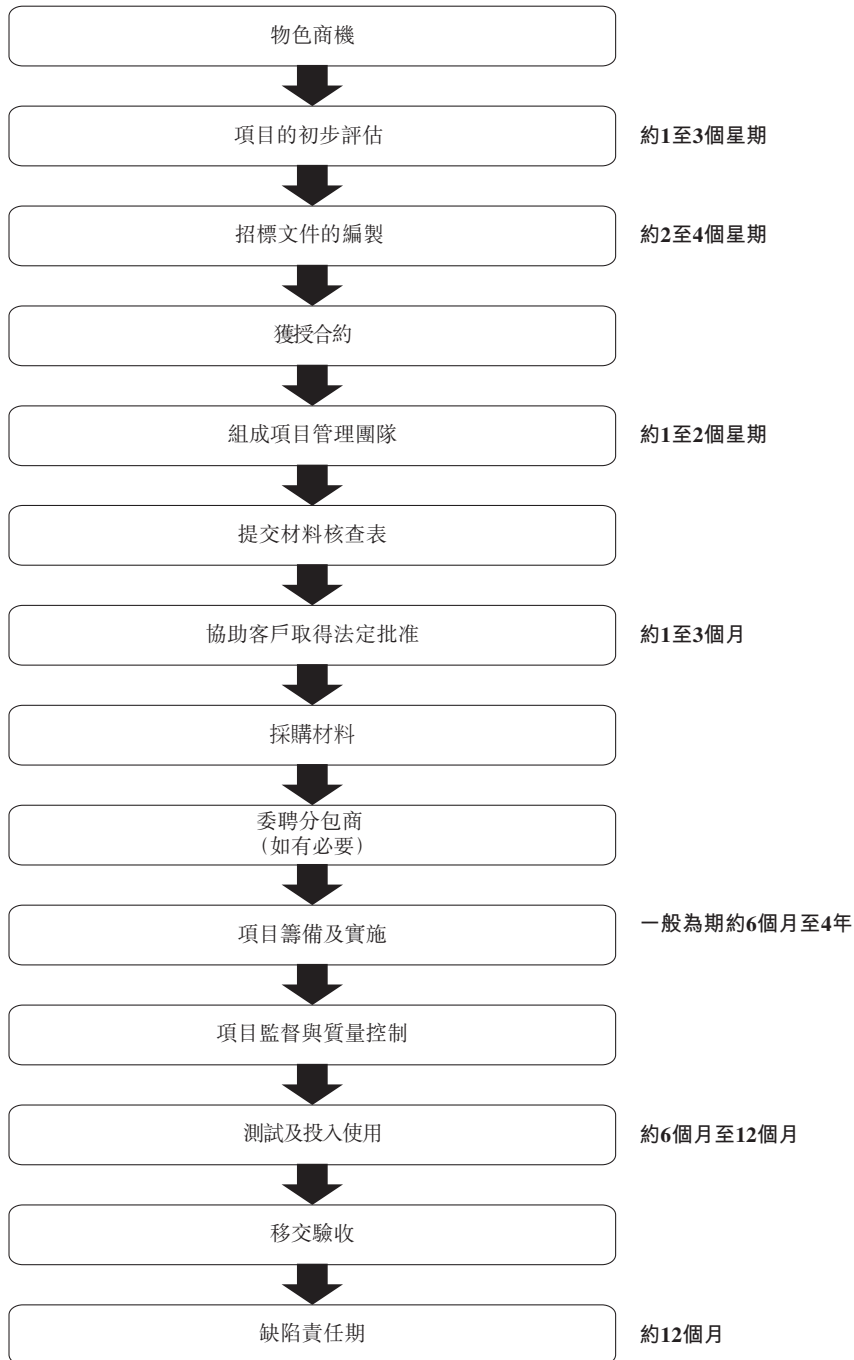 物色商機
項目的初步評估
約1至3個星期
招標文件的編製
約2至4個星期
獲授合約
組成項目管理團隊
約1至2個星期
提交材料核查表
協助客戶取得法定批准
約1至3個月
採購材料
委聘分包商
（如有必要）
項目籌備及實施
一般為期約6個月至4年
項目監督與質量控制
測試及投入使用
約6個月至12個月
移交驗收
缺陷責任期
約12個月